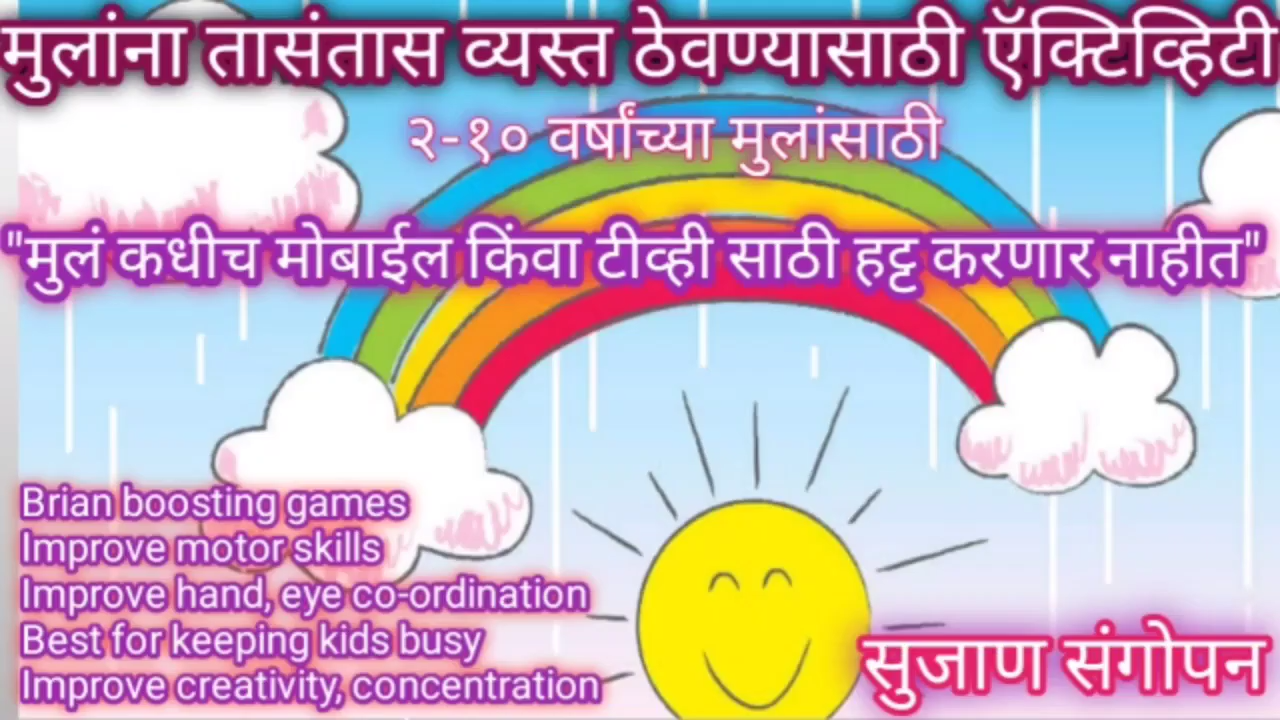 मुलांना तासंतास व्यस्त ठेवण्यासाठी ऍक्टिव्हिटी
२-१० वर्षांच्या मुलांसाठी
"मुलं कधीच मोबाईल किंवा टीव्ही साठी हट्ट करणार नाहीत"
Brian boosting games
Improve motor skills
Improve hand, eye co-ordination
Best for keeping kids busy
Improve creativity, concentration
सुजाण संगोपन